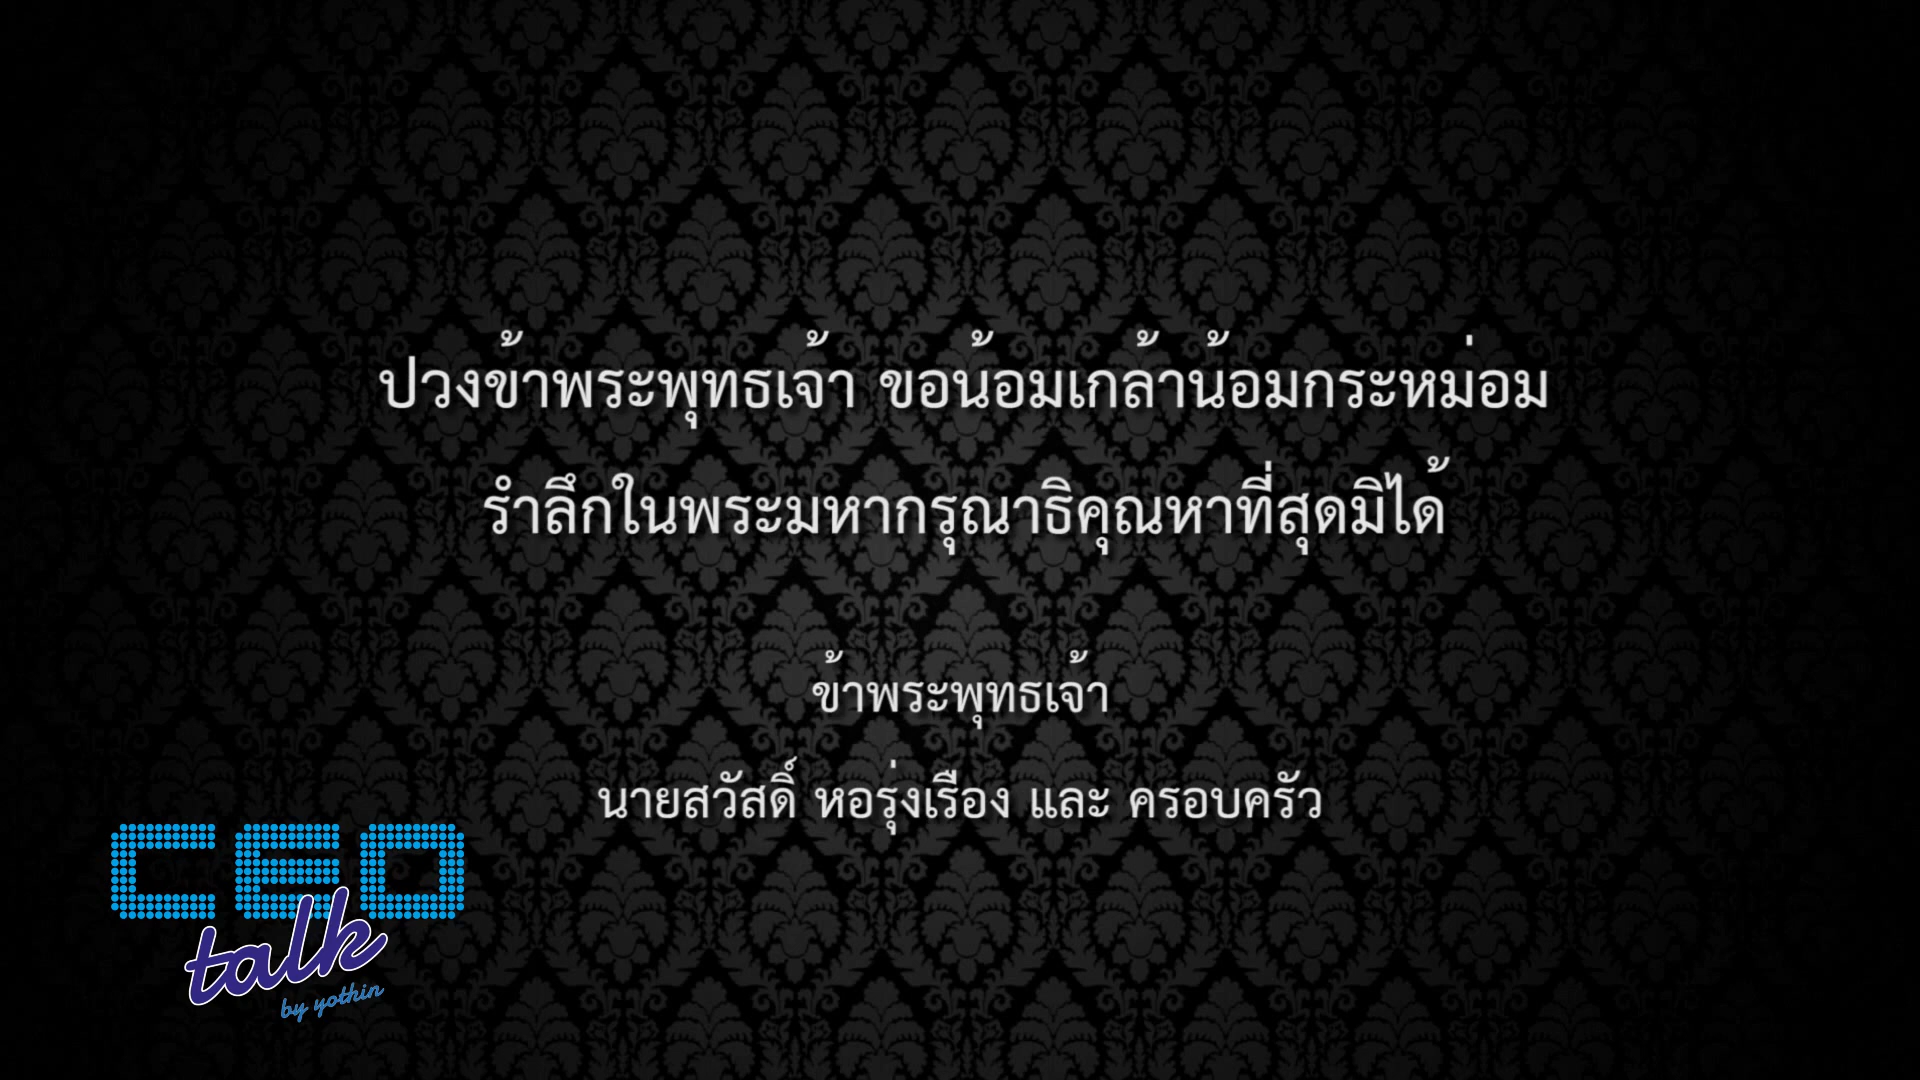 ปวงข้าพระพุทธเจ้า ขอน้อมเกล้าน้อมกระหม่อม
รำลึกในพระมหากรุณาธิคุณหาที่สุดมิได้
ข้าพระพุทธเจ้า
นายสวัสดิ์ หอรุ่งเรือง และ ครอบครัว
CEO
talk
by yothin